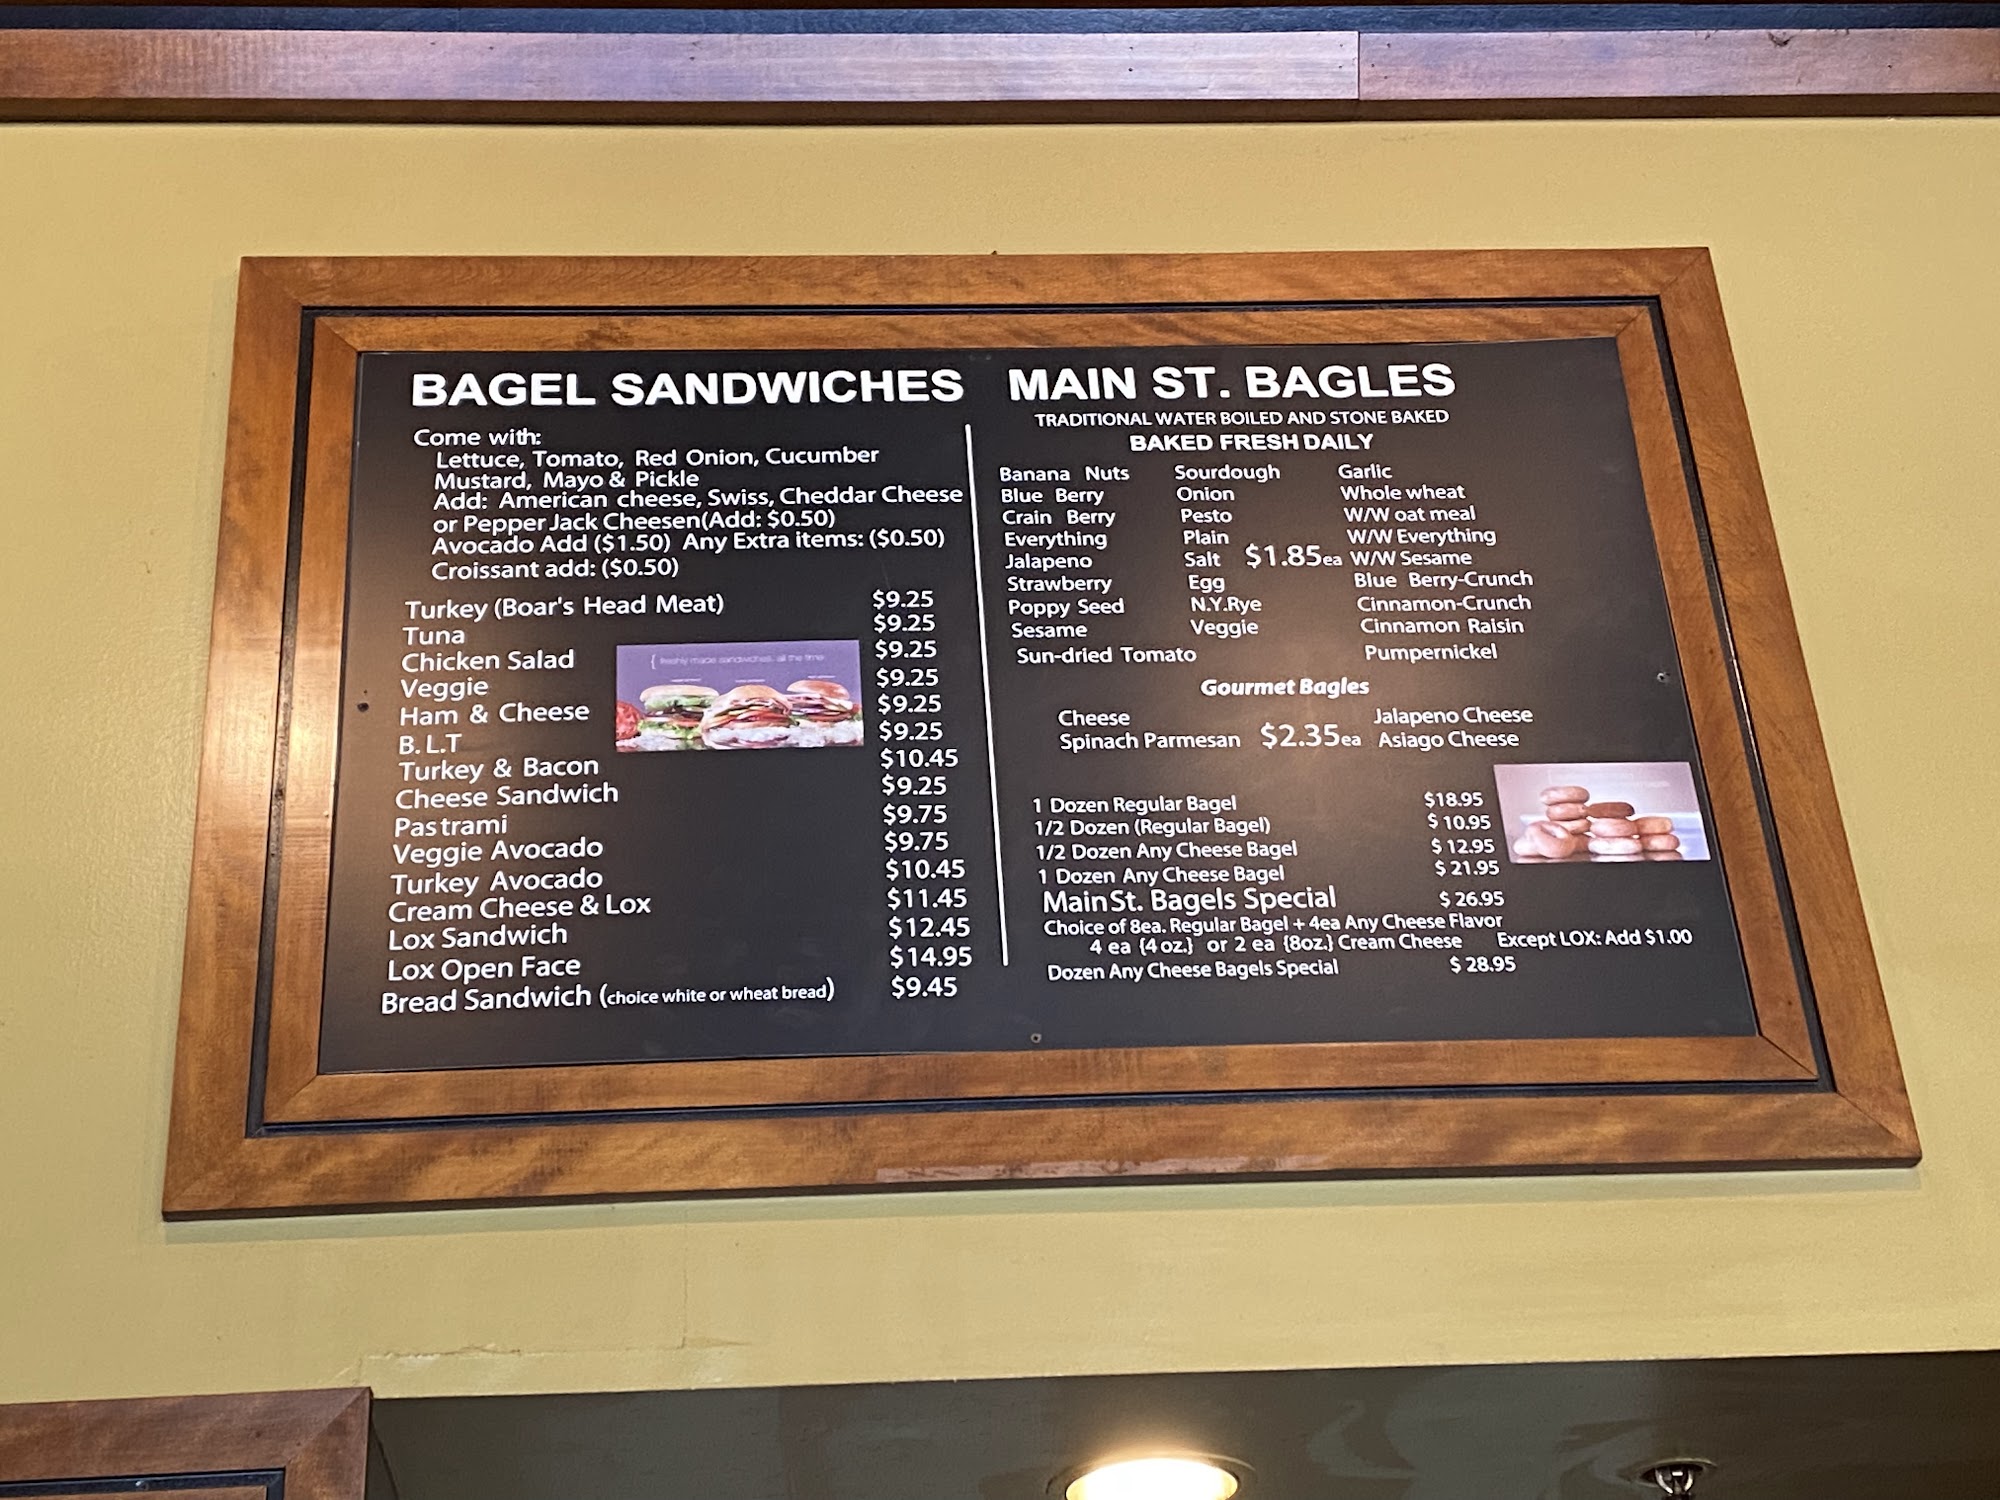 BAGEL SANDWICHES
Come with:
Lettuce, Tomato, Red Onion, Cucumber
Mustard, Mayo & Pickle
Add: American cheese, Swiss, Cheddar Cheese
or Pepper Jack Cheesen(Add: $0.50)
Avocado Add ($1.50) Any Extra items: ($0.50)
Croissant add: ($0.50)
Turkey (Boar's Head Meat) $9.25
Tuna $9.25
Chicken Salad $9.25
Veggie $9.25
Ham & Cheese $9.25
B.L.T $9.25
Turkey & Bacon $10.45
Cheese Sandwich $9.25
Pastrami $9.75
Veggie Avocado $9.75
Turkey Avocado $10.45
Cream Cheese & Lox $11.45
Lox Sandwich $12.45
Lox Open Face $14.95
Bread Sandwich (choice white or wheat bread) $9.45
{ freshly made sandwiches. all the time
MAIN ST. BAGLES
TRADITIONAL WATER BOILED AND STONE BAKED
BAKED FRESH DAILY
Banana Nuts Sourdough Garlic
Blue Berry Onion Whole wheat
Crain Berry Pesto W/W oat meal
Everything Plain W/W Everything
Jalapeno Salt $1.85ea W/W Sesame
Strawberry Egg Blue Berry-Crunch
Poppy Seed N.Y.Rye Cinnamon-Crunch
Sesame Veggie Cinnamon Raisin
Sun-dried Tomato Pumpernickel
Gourmet Bagles
Cheese Jalapeno Cheese
Spinach Parmesan $2.35ea Asiago Cheese
1 Dozen Regular Bagel $18.95
1/2 Dozen (Regular Bagel) $ 10.95
1/2 Dozen Any Cheese Bagel $ 12.95
1 Dozen Any Cheese Bagel $ 21.95
Main St. Bagels Special $ 26.95
Choice of 8ea. Regular Bagel + 4ea Any Cheese Flavor
4 ea {4 oz.} or 2 ea {8oz.} Cream Cheese Except LOX: Add $1.00
Dozen Any Cheese Bagels Special $ 28.95